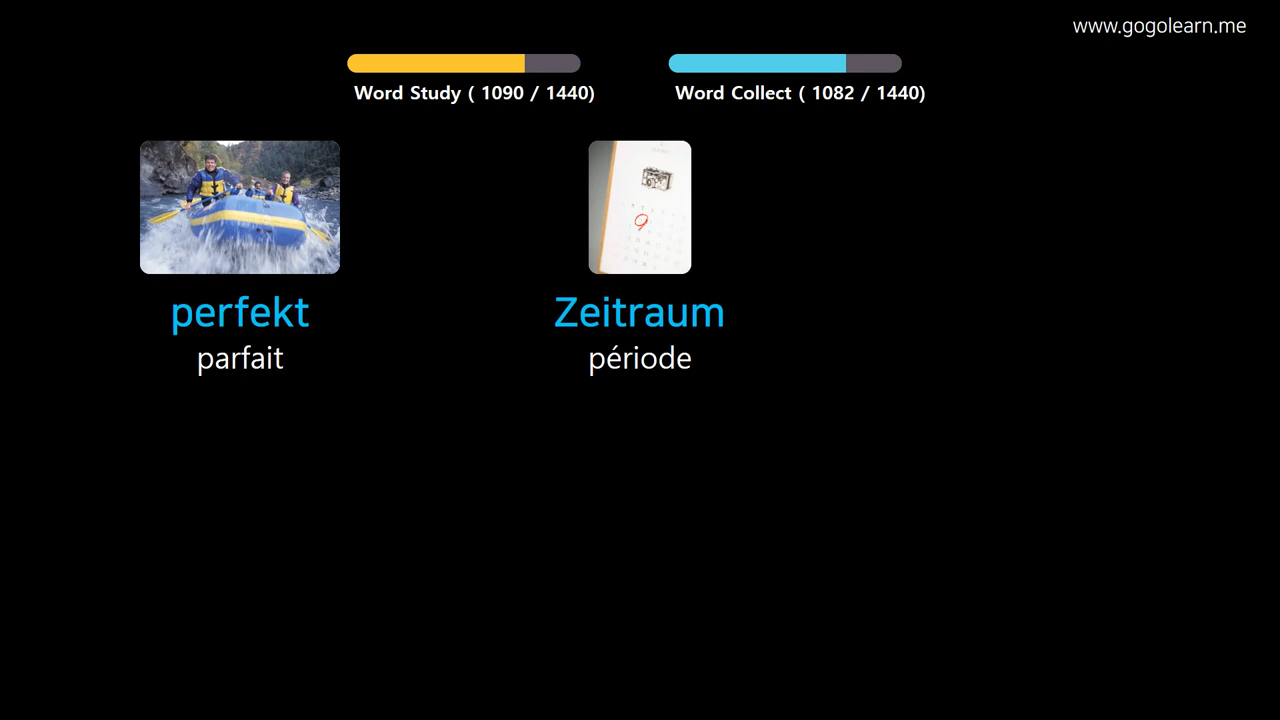 www.gogolearn.me
Word Study ( 1090 / 1440)
Word Collect ( 1082 / 1440)
perfekt
parfait
Zeitraum
période